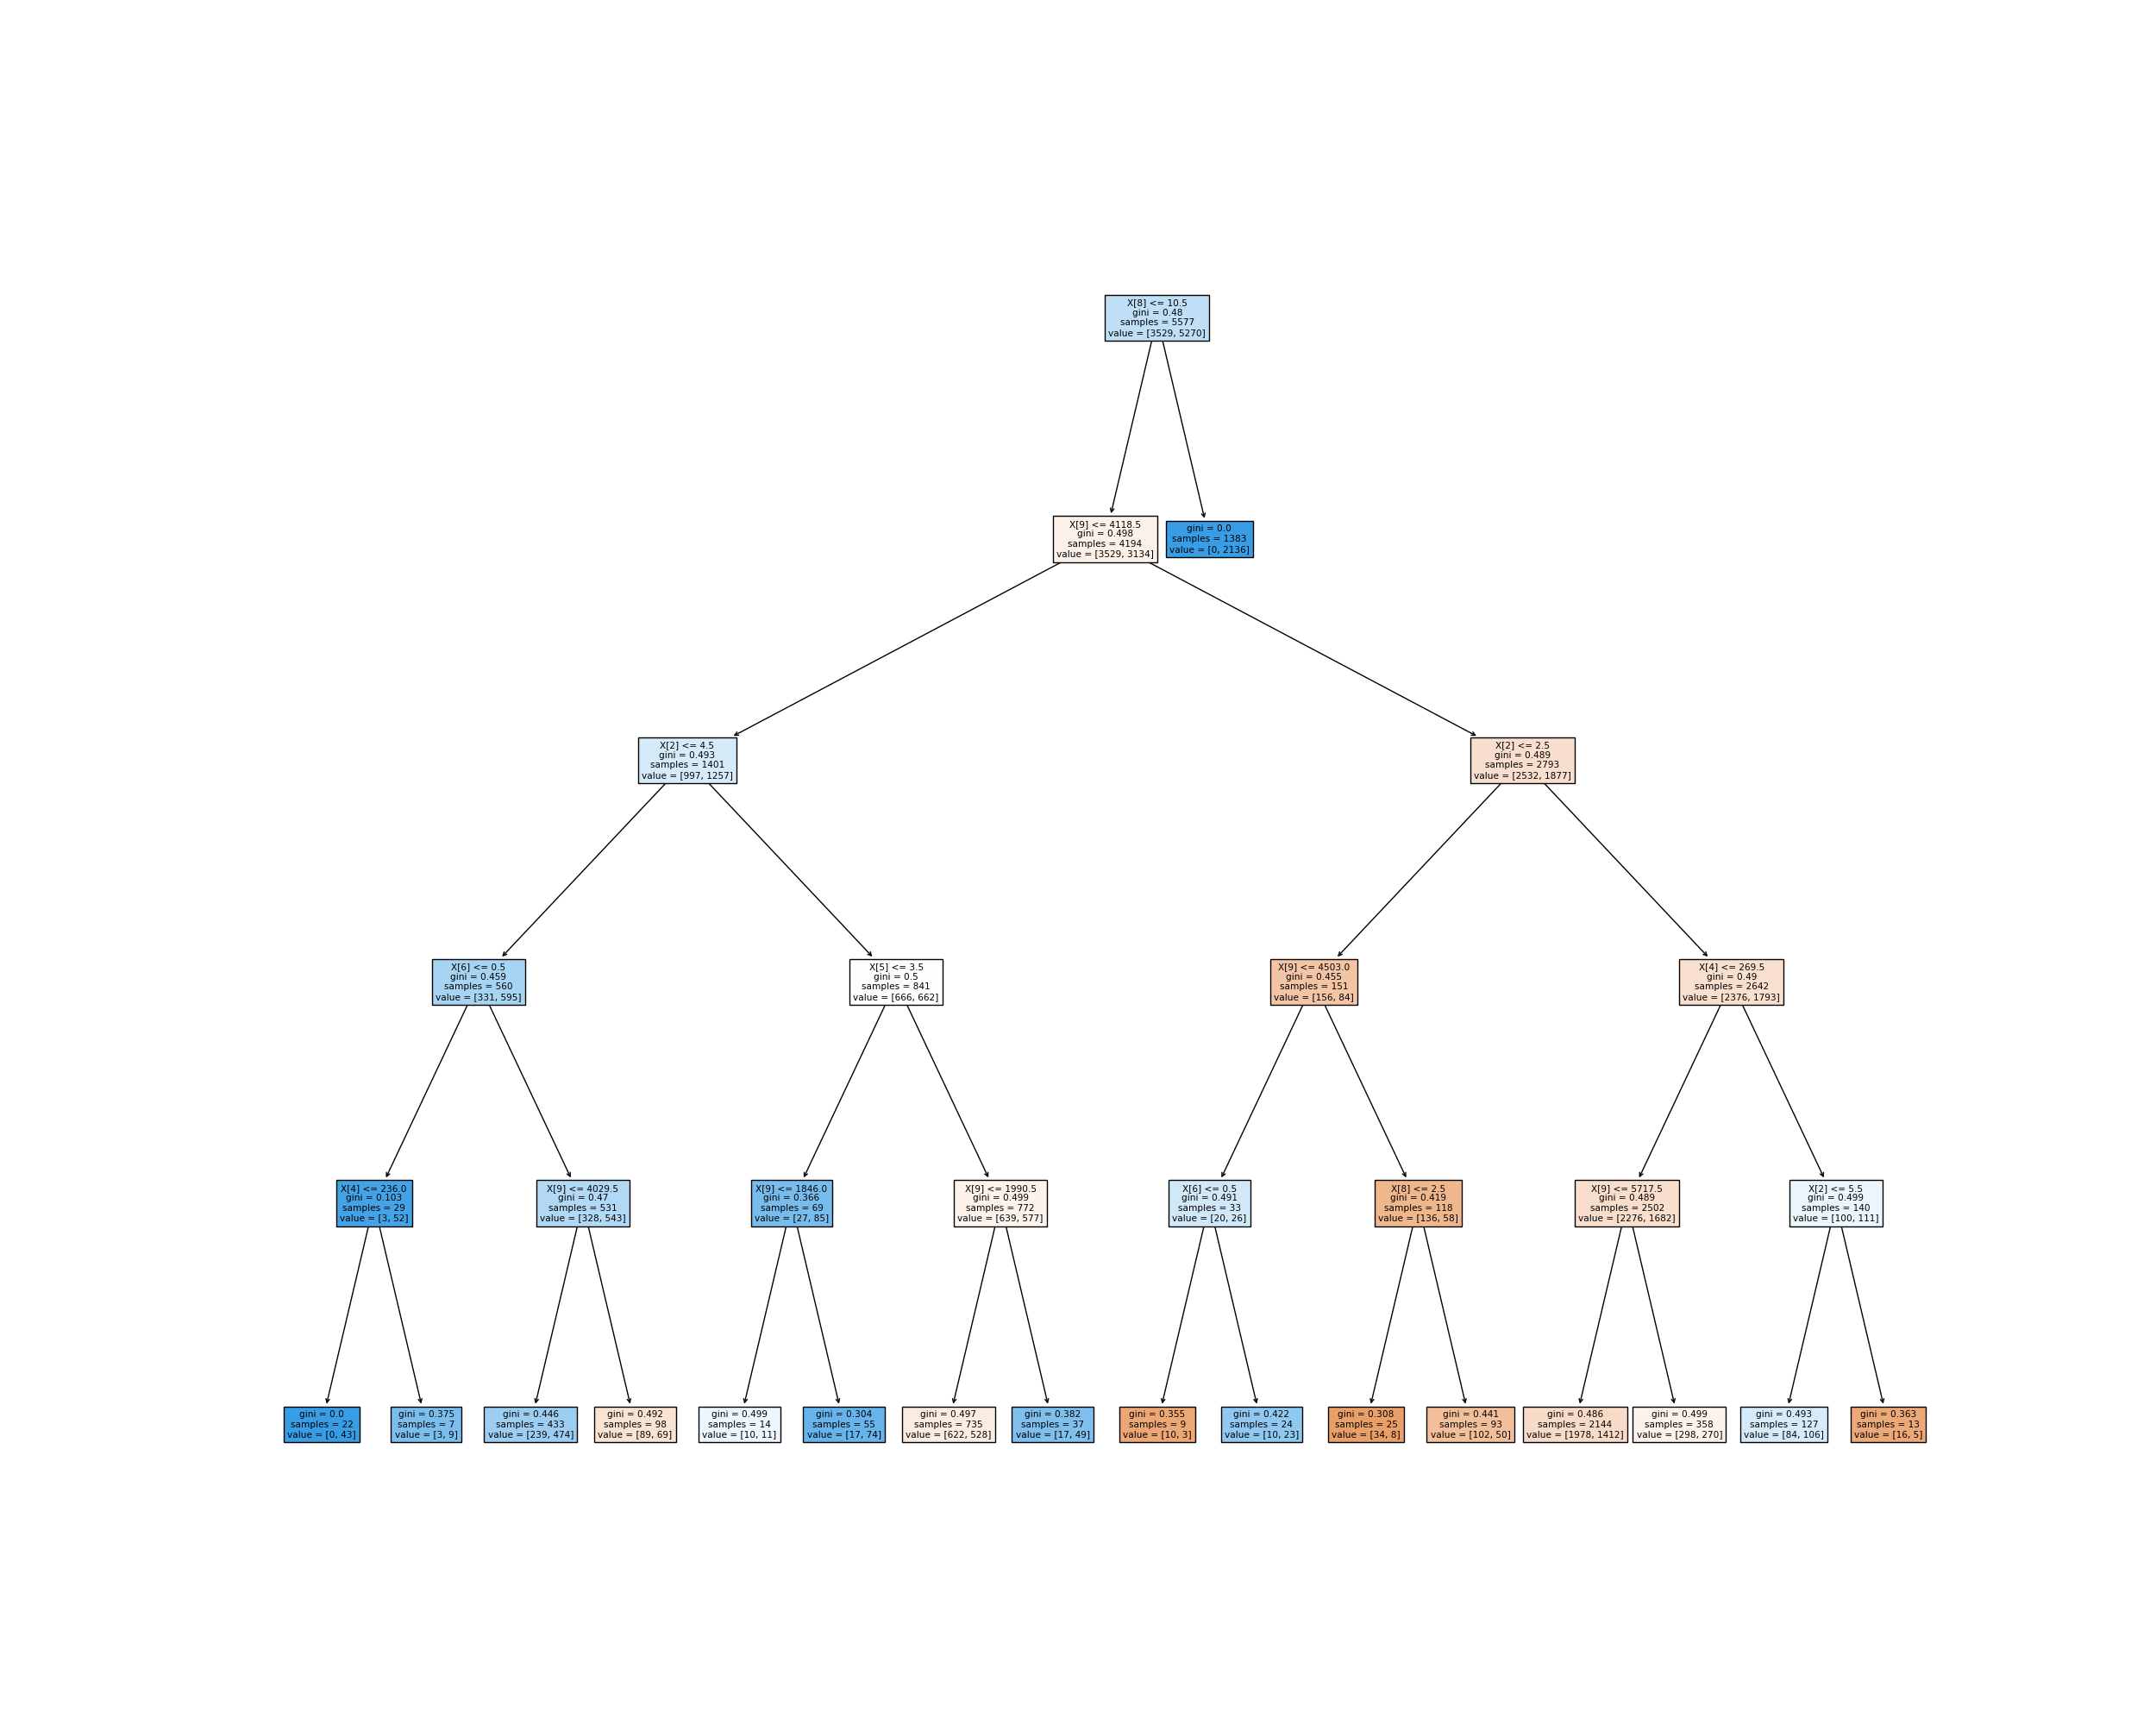 X[8] <= 10.5
gini = 0.48
samples = 5577
value = [3529, 5270]
X[9] <= 4118.5
gini = 0.498
samples = 4194
value = [3529, 3134]
gini = 0.0
samples = 1383
value = [0, 2136]
X[2] <= 4.5
gini = 0.493
samples = 1401
value = [997, 1257]
X[2] <= 2.5
gini = 0.489
samples = 2793
value = [2532, 1877]
X[6] <= 0.5
gini = 0.459
samples = 560
value = [331, 595]
X[5] <= 3.5
gini = 0.5
samples = 841
value = [666, 662]
X[9] <= 4503.0
gini = 0.455
samples = 151
value = [156, 84]
X[4] <= 269.5
gini = 0.49
samples = 2642
value = [2376, 1793]
X[4] <= 236.0
gini = 0.103
samples = 29
value = [3, 52]
X[9] <= 4029.5
gini = 0.47
samples = 531
value = [328, 543]
X[9] <= 1846.0
gini = 0.366
samples = 69
value = [27, 85]
X[9] <= 1990.5
gini = 0.499
samples = 772
value = [639, 577]
X[6] <= 0.5
gini = 0.491
samples = 33
value = [20, 26]
X[8] <= 2.5
gini = 0.419
samples = 118
value = [136, 58]
X[9] <= 5717.5
gini = 0.489
samples = 2502
value = [2276, 1682]
X[2] <= 5.5
gini = 0.499
samples = 140
value = [100, 111]
gini = 0.0
samples = 22
value = [0, 43]
gini = 0.375
samples = 7
value = [3, 9]
gini = 0.446
samples = 433
value = [239, 474]
gini = 0.492
samples = 98
value = [89, 69]
gini = 0.499
samples = 14
value = [10, 11]
gini = 0.304
samples = 55
value = [17, 74]
gini = 0.497
samples = 735
value = [622, 528]
gini = 0.382
samples = 37
value = [17, 49]
gini = 0.355
samples = 9
value = [10, 3]
gini = 0.422
samples = 24
value = [10, 23]
gini = 0.308
samples = 25
value = [34, 8]
gini = 0.441
samples = 93
value = [102, 50]
gini = 0.486
samples = 2144
value = [1978, 1412]
gini = 0.499
samples = 358
value = [298, 270]
gini = 0.493
samples = 127
value = [84, 106]
gini = 0.363
samples = 13
value = [16, 5]